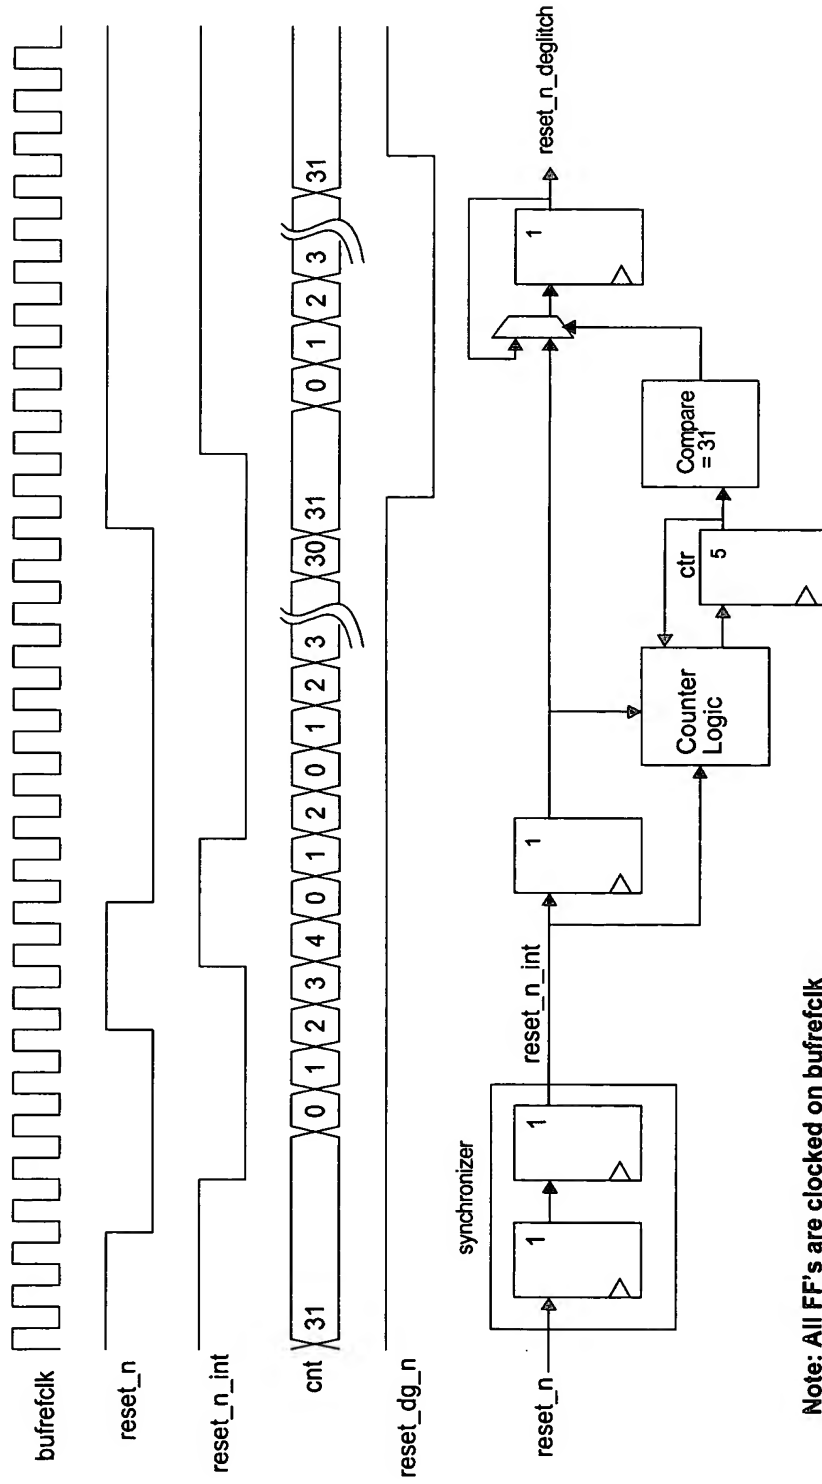 bufrefclk
reset_n
reset_n_int
cnt 31 0 1 2 3 4 0 1 2 0 1 2 3 30 31 0 1 2 3 31
reset_dg_n
synchronizer
reset_n
1
1
reset_n_int
1
Counter
Logic
ctr
5
Compare
= 31
1
reset_n_deglitch
Note: All FF's are clocked on bufrefclk